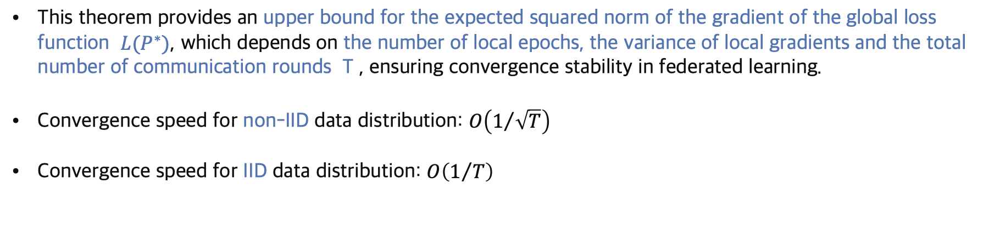 • This theorem provides an upper bound for the expected squared norm of the gradient of the global loss
function L(P*), which depends on the number of local epochs, the variance of local gradients and the total
number of communication rounds T , ensuring convergence stability in federated learning.
• Convergence speed for non-IID data distribution: O(1/√T)
• Convergence speed for IID data distribution: O(1/T)